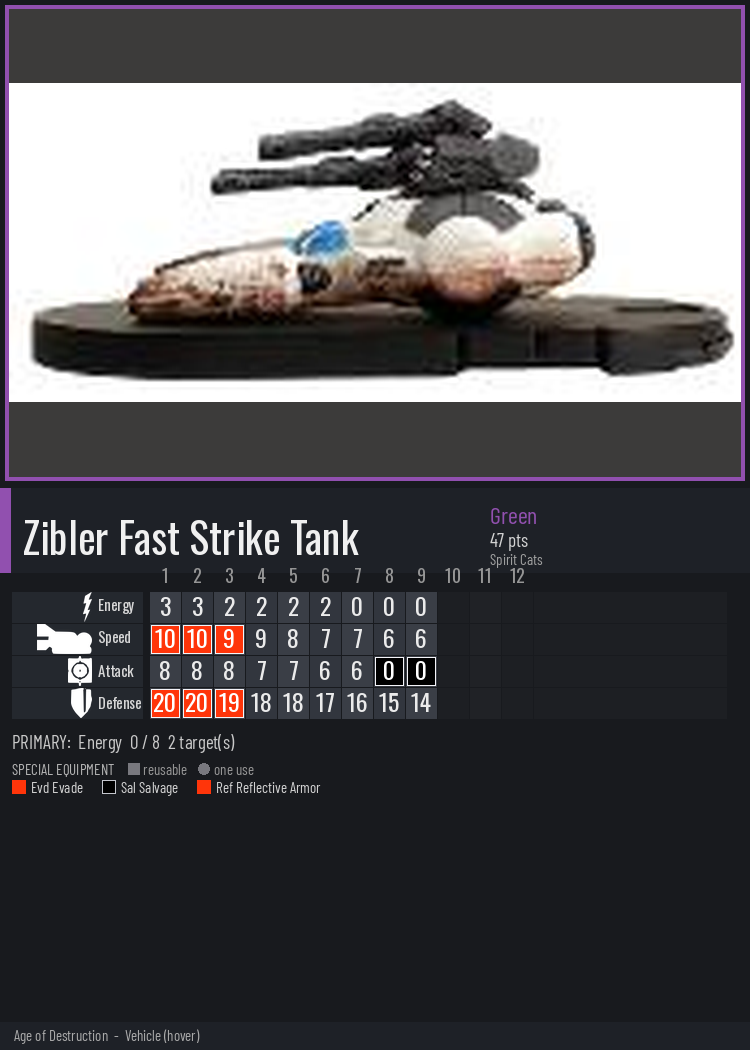 Zibler Fast Strike Tank
Green
47 pts
Spirit Cats
1 2 3 4 5 6 7 8 9 10 11 12
Energy 3 3 2 2 2 2 0 0 0
Speed 10 10 9 9 8 7 7 6 6
Attack 8 8 8 7 7 6 6 0 0
Defense 20 20 19 18 18 17 16 15 14
PRIMARY: Energy 0 / 8 2 target(s)
SPECIAL EQUIPMENT reusable one use
Evd Evade Sal Salvage Ref Reflective Armor
Age of Destruction - Vehicle (hover)